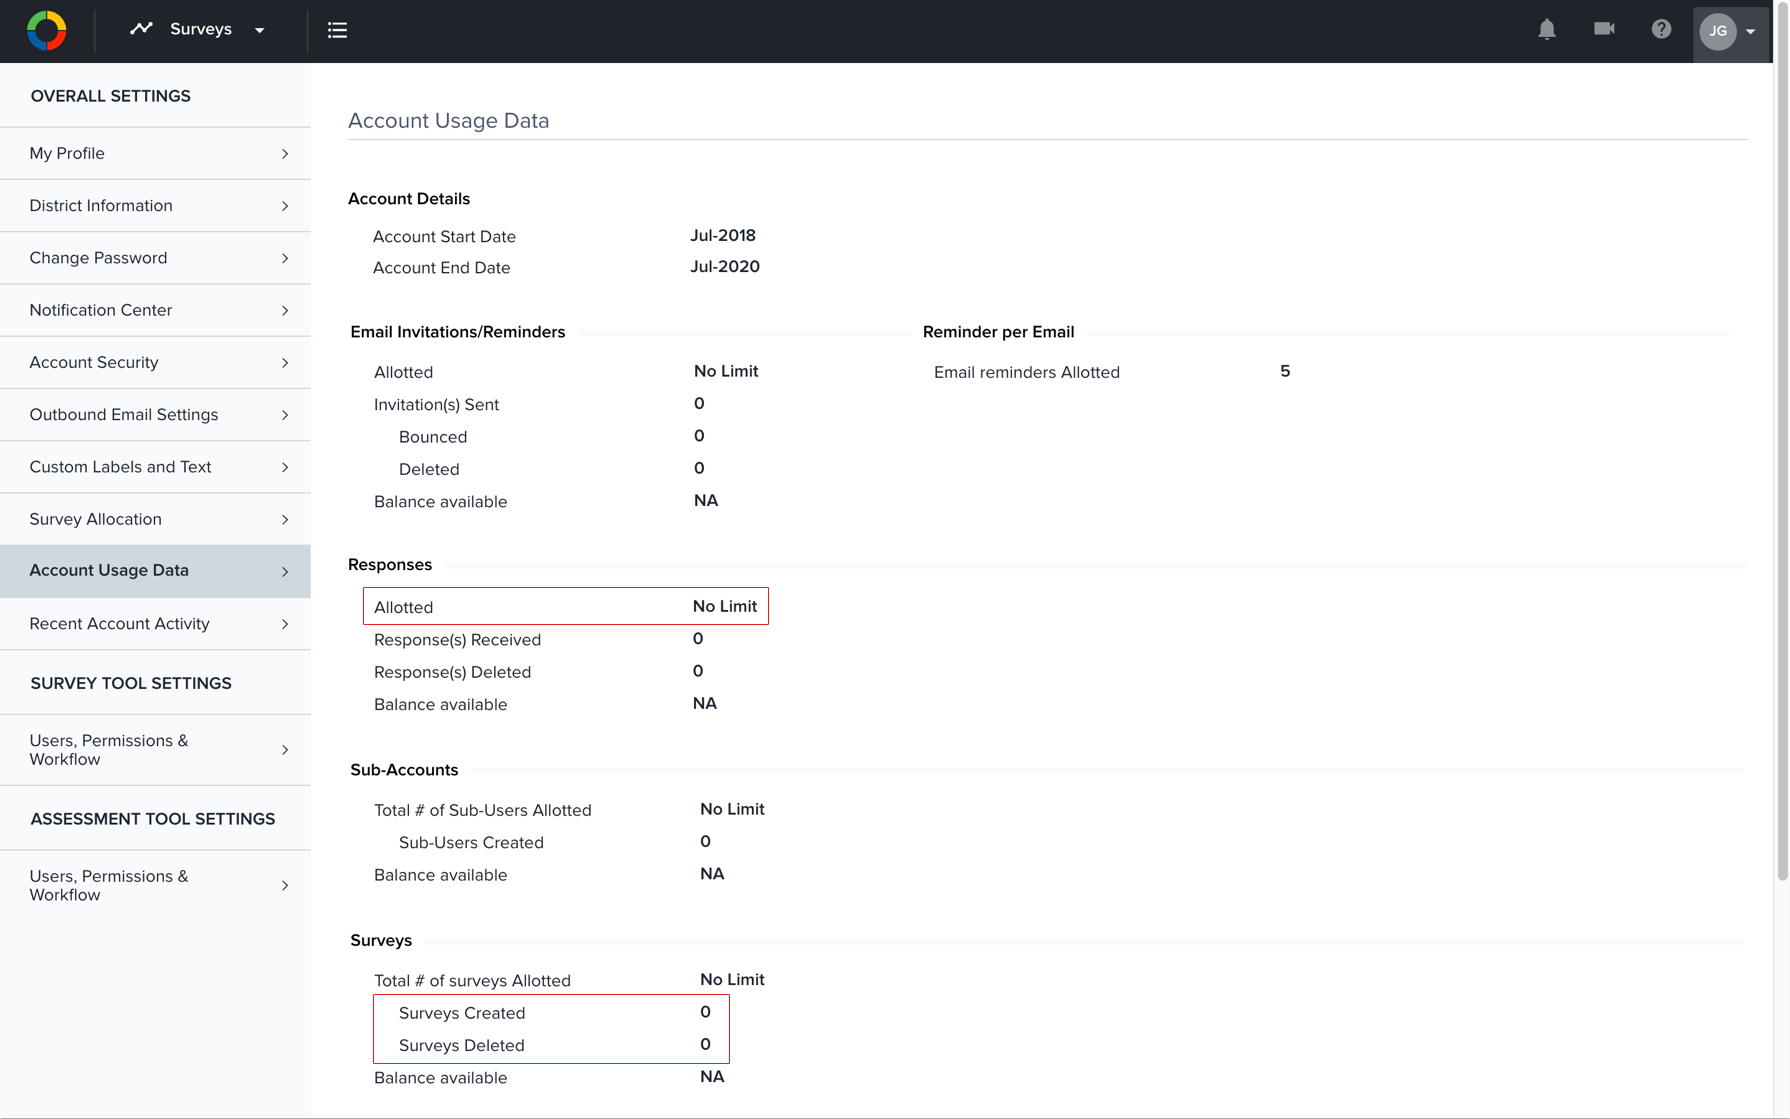 Surveys
JG
OVERALL SETTINGS
My Profile
District Information
Change Password
Notification Center
Account Security
Outbound Email Settings
Custom Labels and Text
Survey Allocation
Account Usage Data
Recent Account Activity
SURVEY TOOL SETTINGS
Users, Permissions &
Workflow
ASSESSMENT TOOL SETTINGS
Users, Permissions &
Workflow
Account Usage Data
Account Details
Account Start Date Jul-2018
Account End Date Jul-2020
Email Invitations/Reminders
Allotted No Limit
Invitation(s) Sent 0
Bounced 0
Deleted 0
Balance available NA
Reminder per Email
Email reminders Allotted 5
Responses
Allotted No Limit
Response(s) Received 0
Response(s) Deleted 0
Balance available NA
Sub-Accounts
Total # of Sub-Users Allotted No Limit
Sub-Users Created 0
Balance available NA
Surveys
Total # of surveys Allotted No Limit
Surveys Created 0
Surveys Deleted 0
Balance available NA